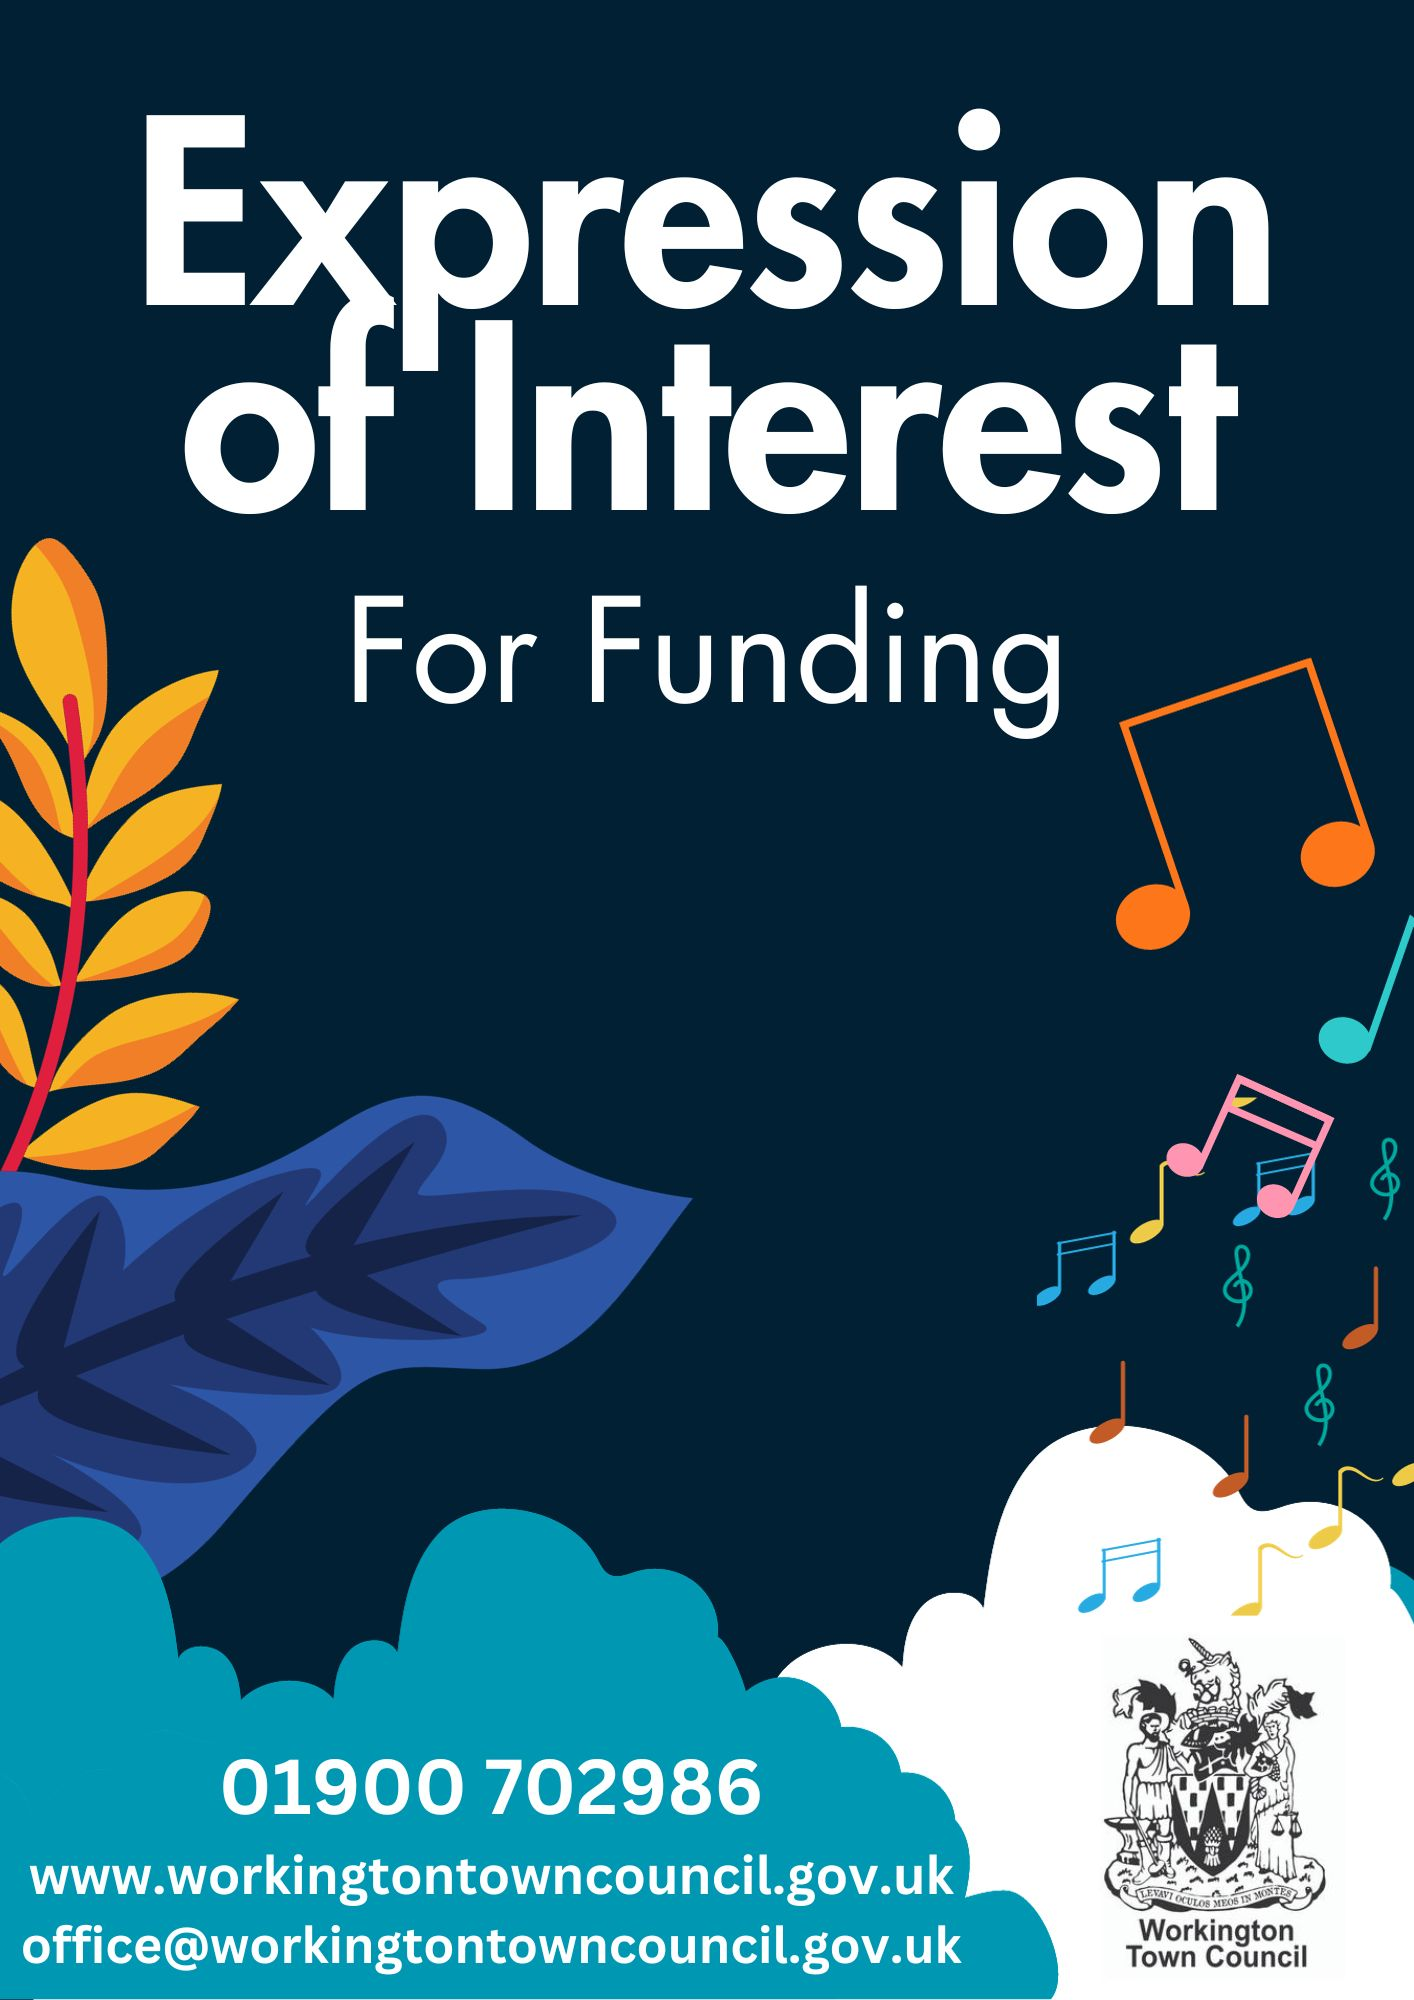 Expression
of Interest
For Funding
01900 702986
www.workingtontowncouncil.gov.uk
office@workingtontowncouncil.gov.uk
LEVAVI OCULOS MEOS IN MONTES
Workington
Town Council